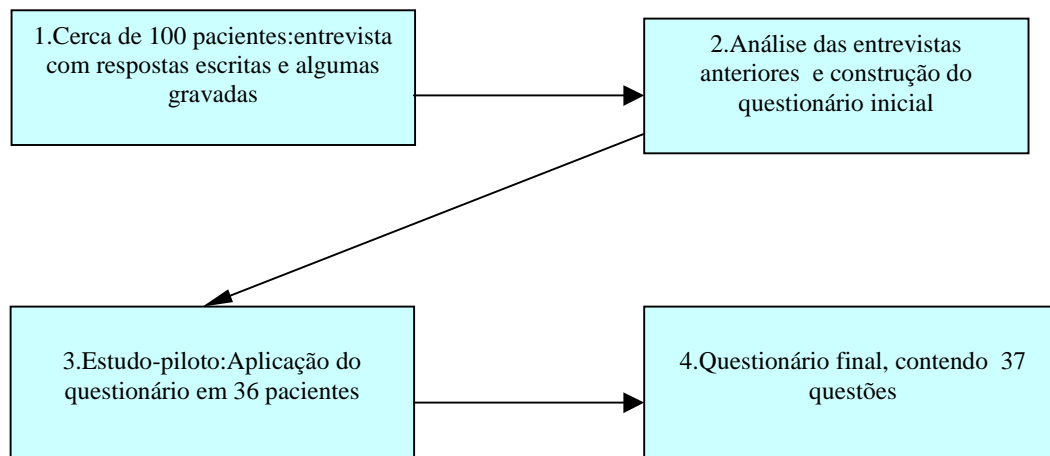 1.Cerca de 100 pacientes:entrevista
com respostas escritas e algumas
gravadas
2.Análise das entrevistas
anteriores  e construção do
questionário inicial
3.Estudo-piloto:Aplicação do
questionário em 36 pacientes
4.Questionário final, contendo  37
questões